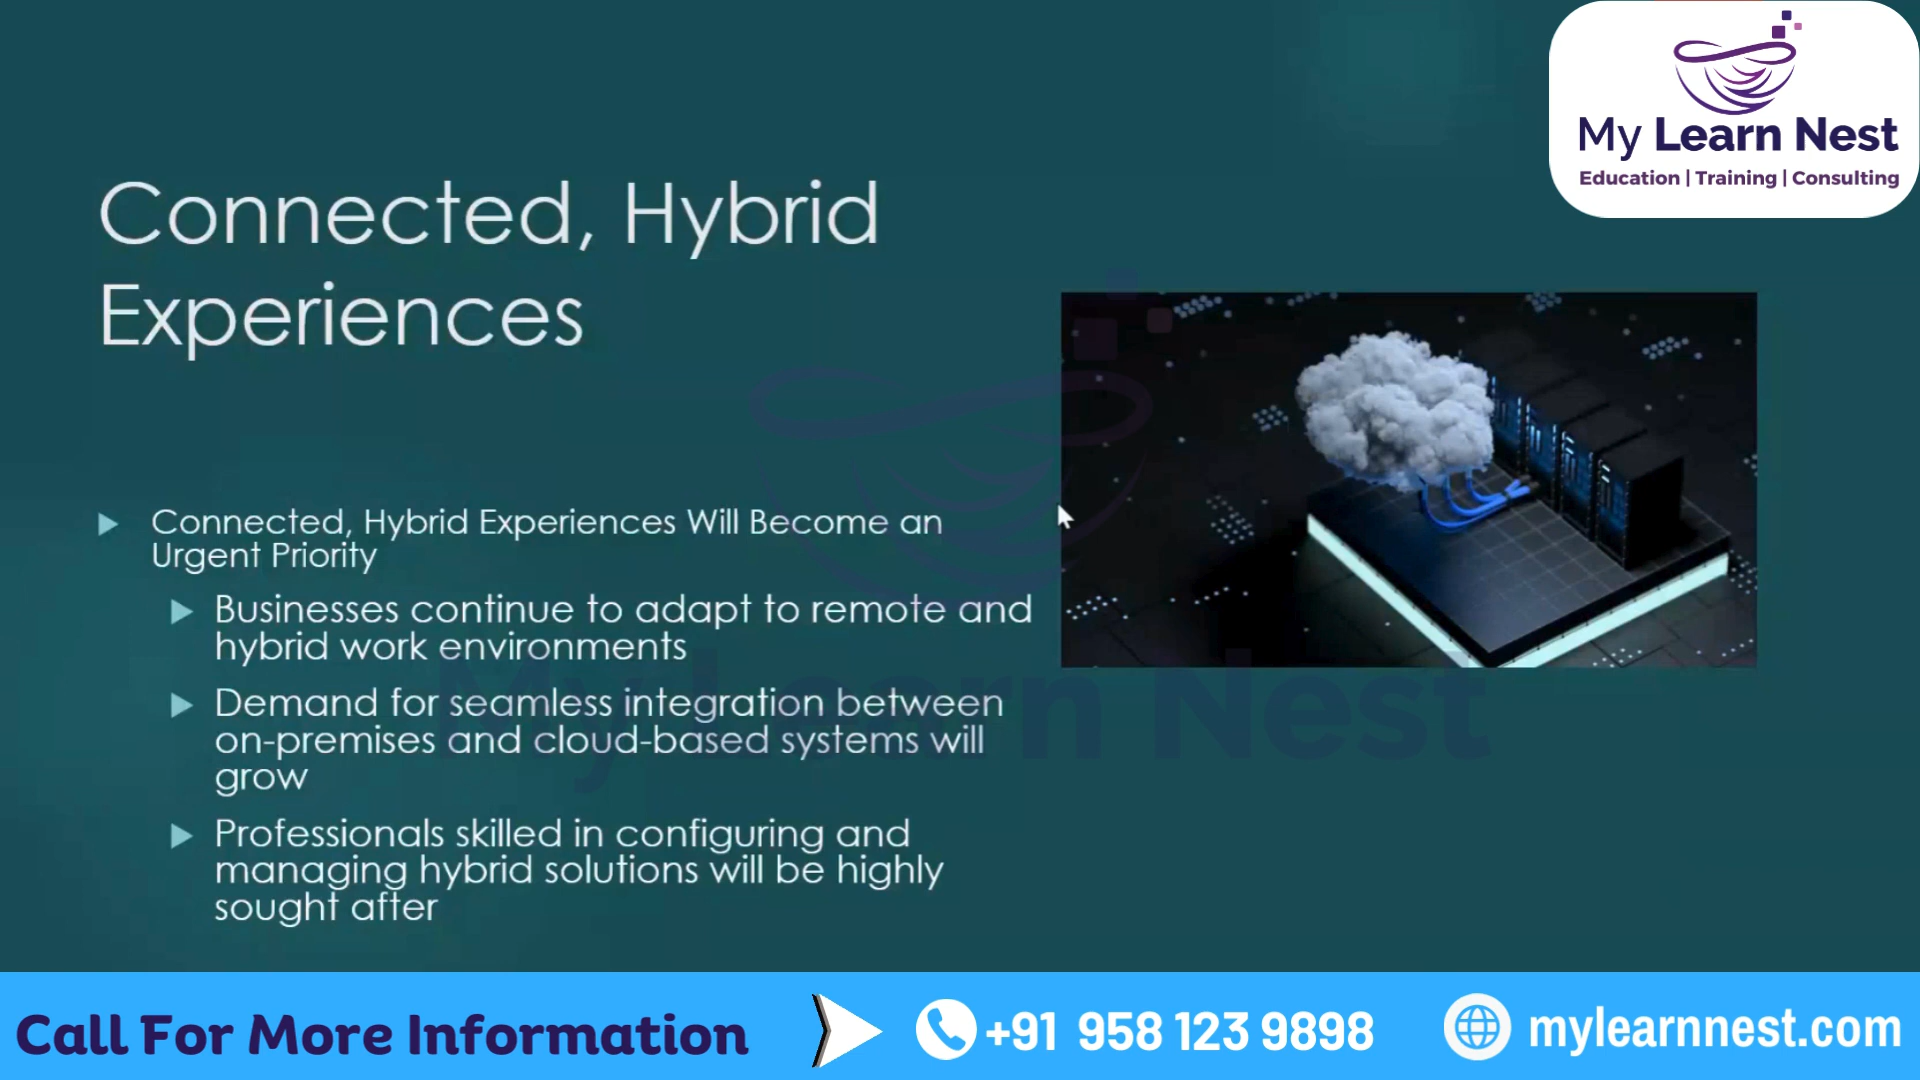 My Learn Nest
Education | Training | Consulting
Connected, Hybrid
Experiences
Connected, Hybrid Experiences Will Become an
Urgent Priority
Businesses continue to adapt to remote and
hybrid work environments
Demand for seamless integration between
on-premises and cloud-based systems will
grow
Professionals skilled in configuring and
managing hybrid solutions will be highly
sought after
My Learn Nest
Call For More Information
+91 958 123 9898
mylearnnest.com